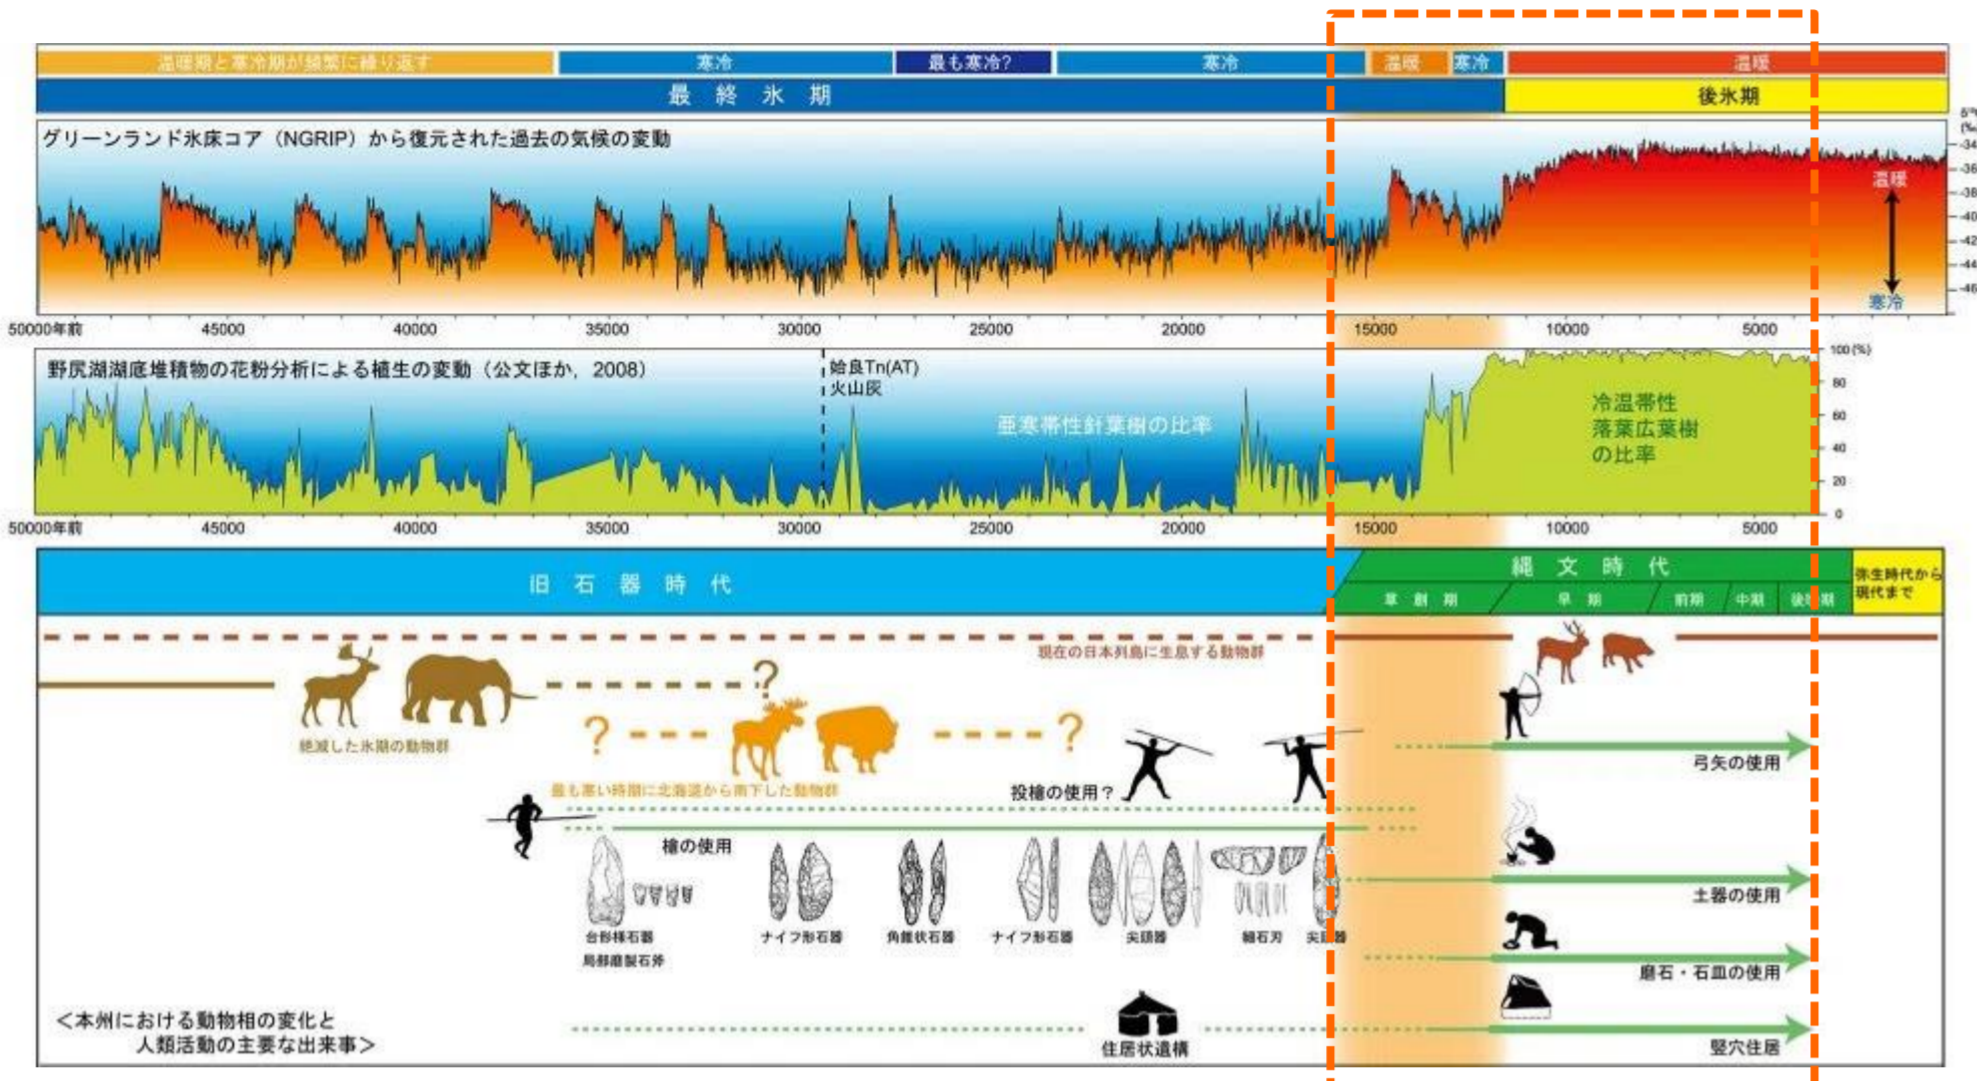 温暖期と寒冷期が頻繁に繰り返す 寒冷 最も寒冷? 寒冷 温暖 寒冷 温暖
最終氷期 後氷期
グリーンランド氷床コア（NGRIP）から復元された過去の気候の変動
-34
-36
温暖
-38
-40
-42
-44
-46
寒冷
50000年前 45000 40000 35000 30000 25000 20000 15000 10000 5000
野尻湖湖底堆積物の花粉分析による植生の変動（公文ほか，2008）
姶良Tn(AT)
火山灰
亜寒帯性針葉樹の比率
冷温帯性
落葉広葉樹
の比率
100(%)
80
60
40
20
0
50000年前 45000 40000 35000 30000 25000 20000 15000 10000 5000
旧石器時代 縄文時代 弥生時代から
現代まで
草創期 早期 前期 中期 後晩期
現在の日本列島に生息する動物群
?
絶滅した氷期の動物群
? ?
最も寒い時期に北海道から南下した動物群
投槍の使用?
弓矢の使用
槍の使用
土器の使用
台形様石器 ナイフ形石器 角錐状石器 ナイフ形石器 尖頭器 細石刃 尖頭器
局部磨製石斧
磨石・石皿の使用
＜本州における動物相の変化と
人類活動の主要な出来事＞
住居状遺構 竪穴住居